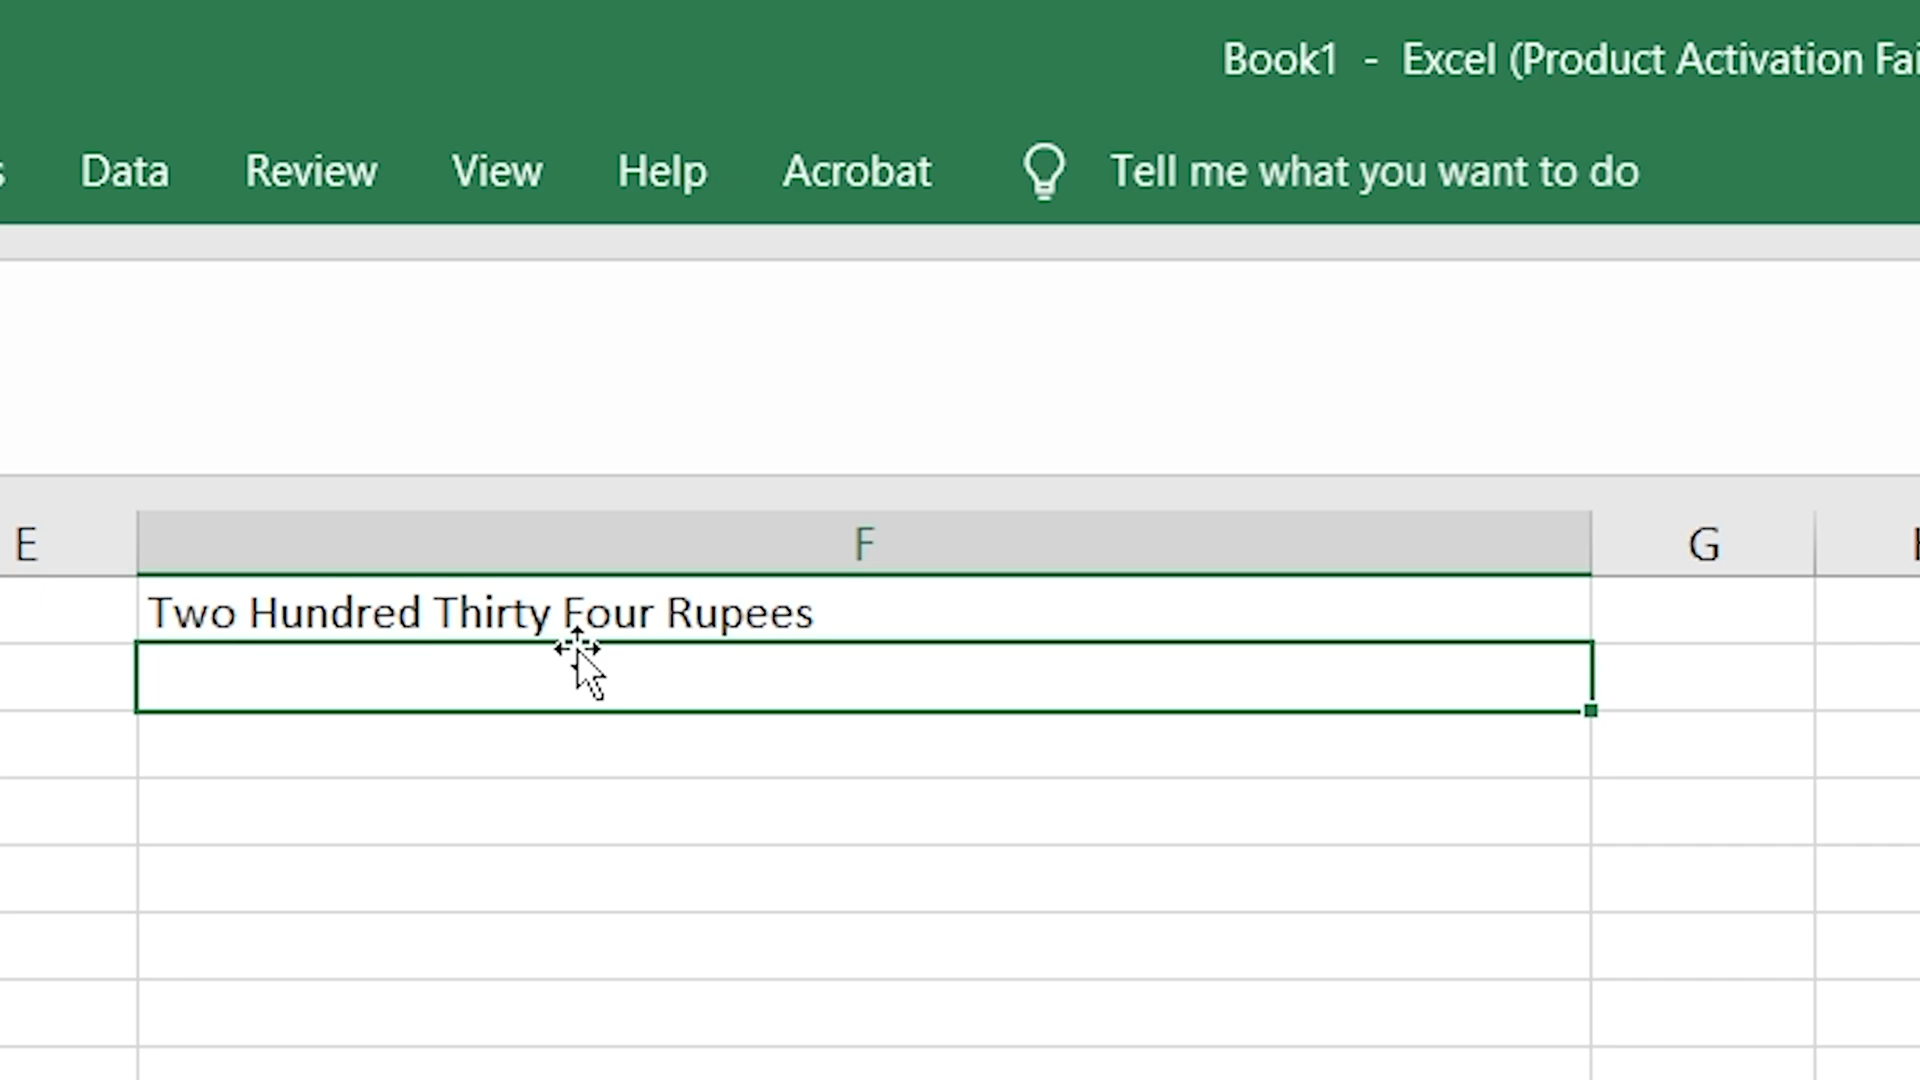 Book1 - Excel (Product Activation Fai
Data Review View Help Acrobat Tell me what you want to do
E F G
Two Hundred Thirty Four Rupees